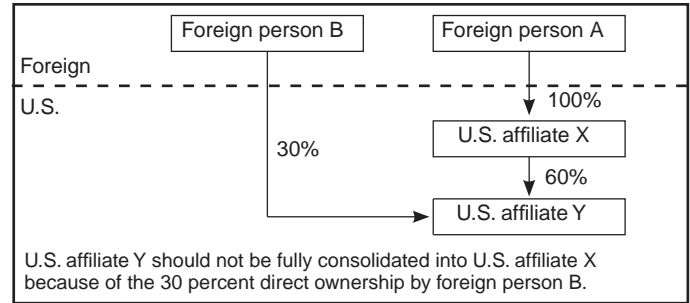 Foreign person B
Foreign person A
Foreign
U.S.
100%
U.S. affiliate X
30%
60%
U.S. affiliate Y
U.S. affiliate Y should not be fully consolidated into U.S. affiliate X
because of the 30 percent direct ownership by foreign person B.